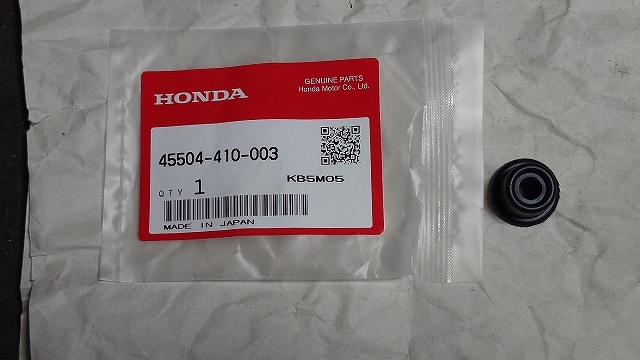 GENUINE PARTS
HONDA
Honda Motor Co., Ltd.
45504-410-003
KB5M05
QTY 1
MADE IN JAPAN